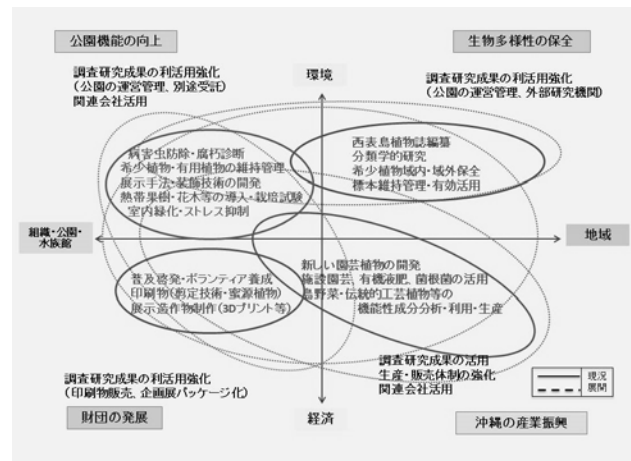 公園機能の向上
生物多様性の保全
調査研究成果の利活用強化
(公園の運営管理、別途受託)
関連会社活用
環境
調査研究成果の利活用強化
(公園の運営管理、外部研究機関)
病害虫防除・腐朽診断
希少植物・有用植物の維持管理
展示手法・装飾技術の開発
熱帯果樹・花木等の導入・栽培試験
室内緑化・ストレス抑制
西表島植物誌編纂
分類学的研究
希少植物域内・域外保全
標本維持管理・有効活用
組織・公園・
水族館
地域
普及啓発・ボランティア養成
印刷物(剪定技術・蜜源植物)
展示造作物制作(3Dプリント等)
新しい園芸植物の開発
施設園芸、有機液肥、菌根菌の活用
島野菜・伝統的工芸植物等の
機能性成分分析・利用・生産
調査研究成果の利活用強化
(印刷物販売、企画展パッケージ化)
財団の発展
経済
調査研究成果の活用
生産・販売体制の強化
関連会社活用
沖縄の産業振興
現況
展開